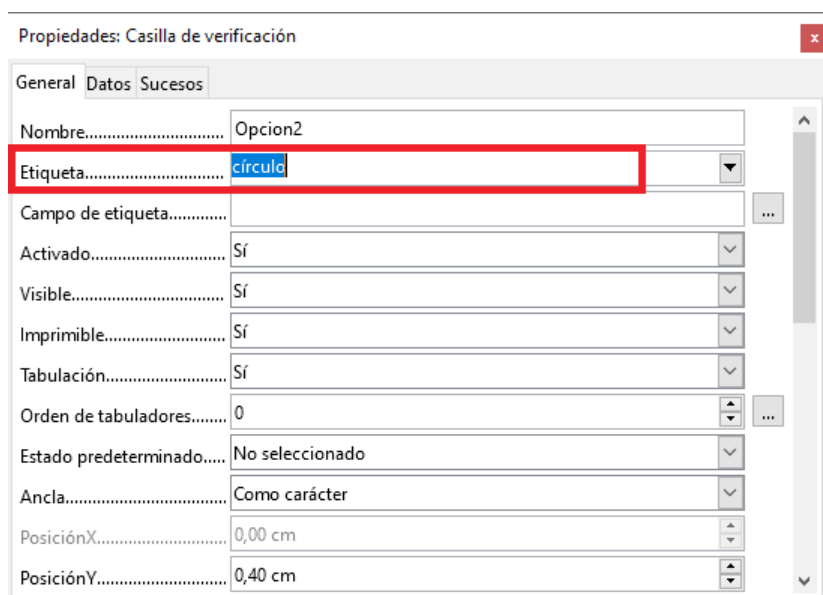 Propiedades: Casilla de verificación
x
General Datos Sucesos
Nombre............................. Opcion2
Etiqueta............................. círculo
Campo de etiqueta............. ...
Activado............................. Sí
Visible................................ Sí
Imprimible.......................... Sí
Tabulación.......................... Sí
Orden de tabuladores........ 0 ...
Estado predeterminado..... No seleccionado
Ancla.................................. Como carácter
PosiciónX............................ 0,00 cm
PosiciónY............................ 0,40 cm